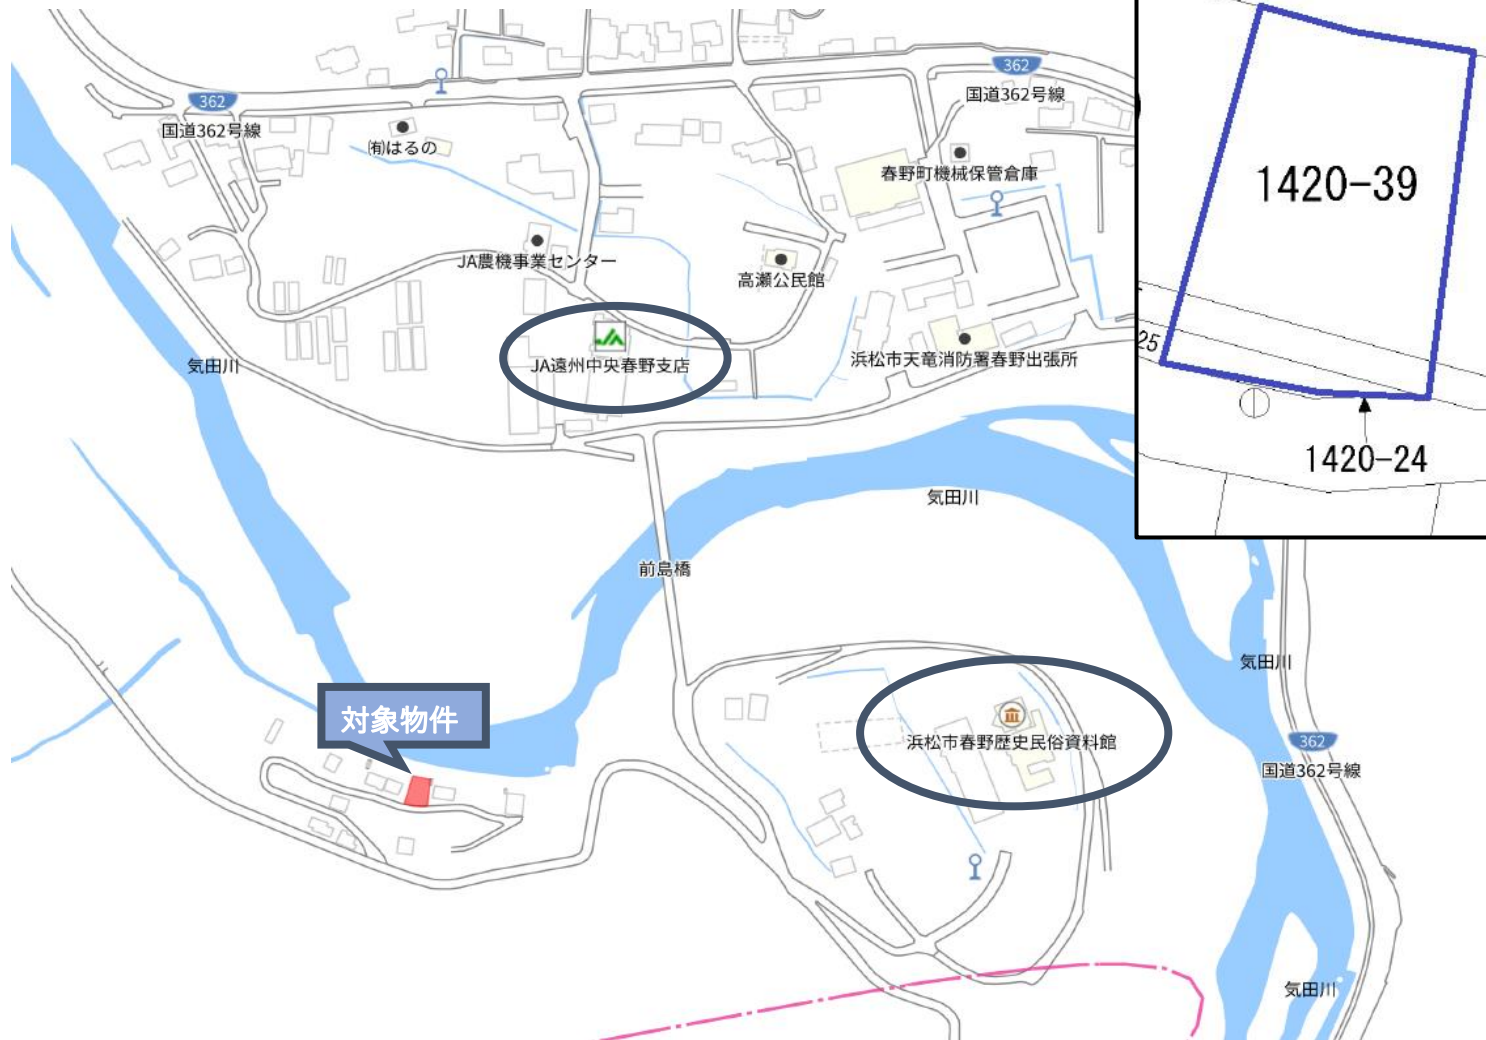 362
国道362号線
㈲はるの
362
国道362号線
春野町機械保管倉庫
JA農機事業センター
高瀬公民館
JA遠州中央春野支店
浜松市天竜消防署春野出張所
気田川
気田川
前島橋
気田川
対象物件
浜松市春野歴史民俗資料館
362
国道362号線
気田川
1420-39
25
1420-24